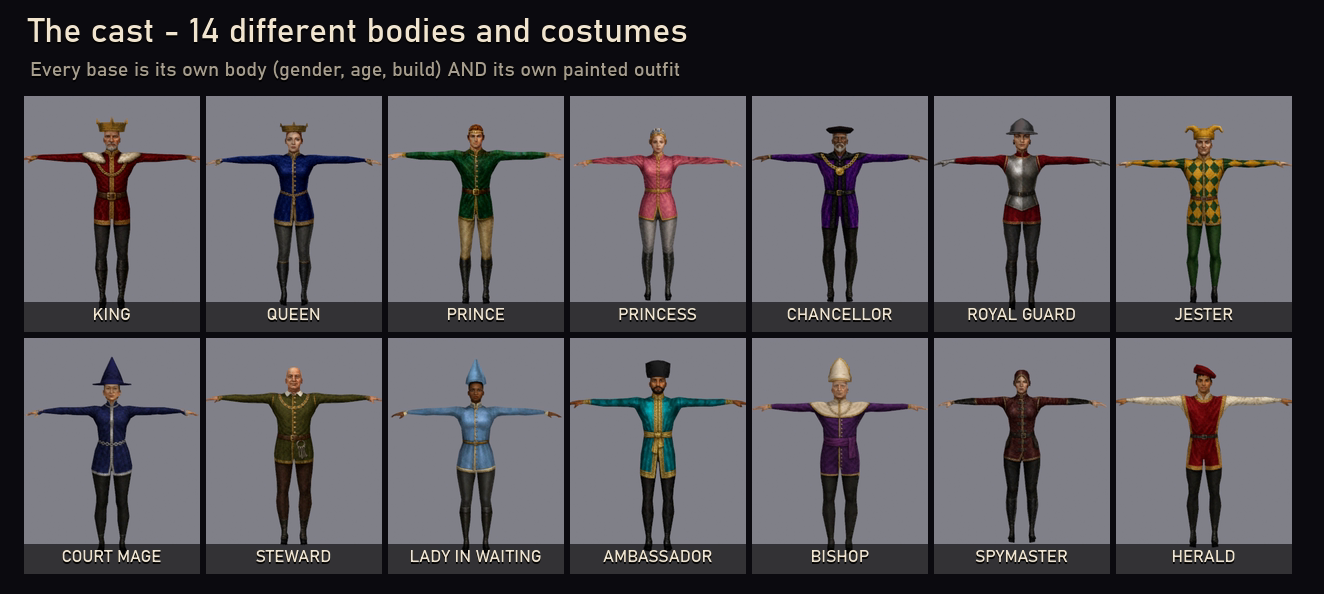 The cast - 14 different bodies and costumes
Every base is its own body (gender, age, build) AND its own painted outfit
KING
QUEEN
PRINCE
PRINCESS
CHANCELLOR
ROYAL GUARD
JESTER
COURT MAGE
STEWARD
LADY IN WAITING
AMBASSADOR
BISHOP
SPYMASTER
HERALD